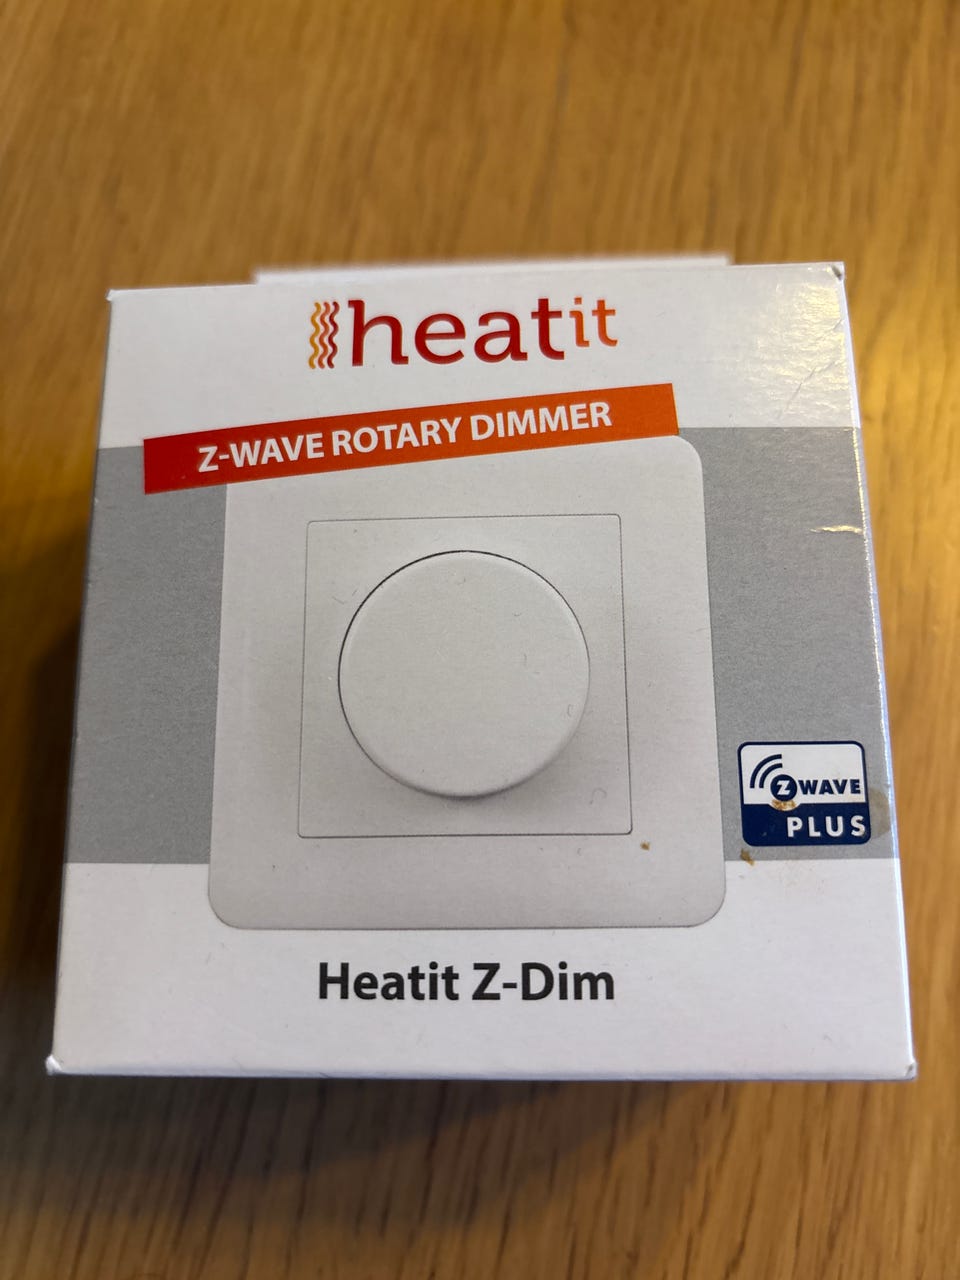 heatit
Z-WAVE ROTARY DIMMER
Z WAVE
PLUS
Heatit Z-Dim